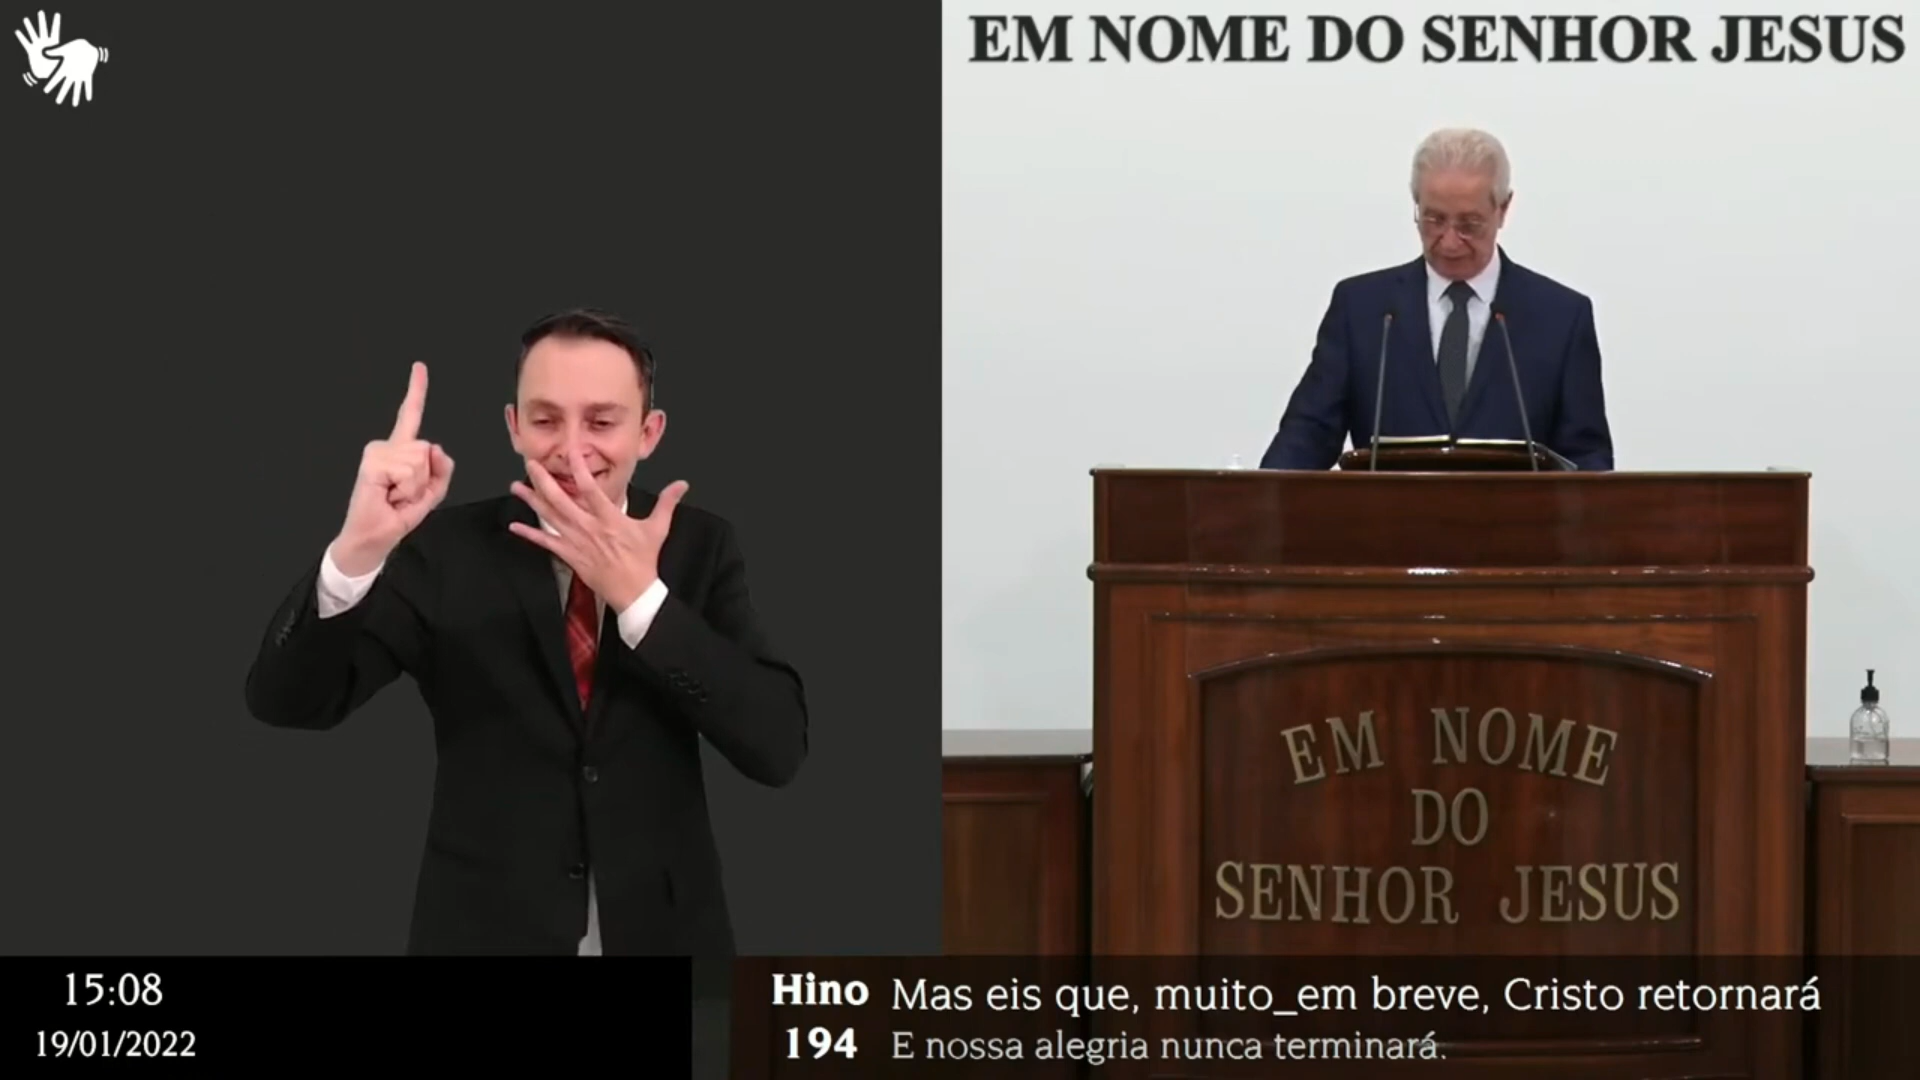 EM NOME DO SENHOR JESUS
EM NOME
DO
SENHOR JESUS
15:08
19/01/2022
Hino
194
Mas eis que, muito_em breve, Cristo retornará
E nossa alegria nunca terminará.